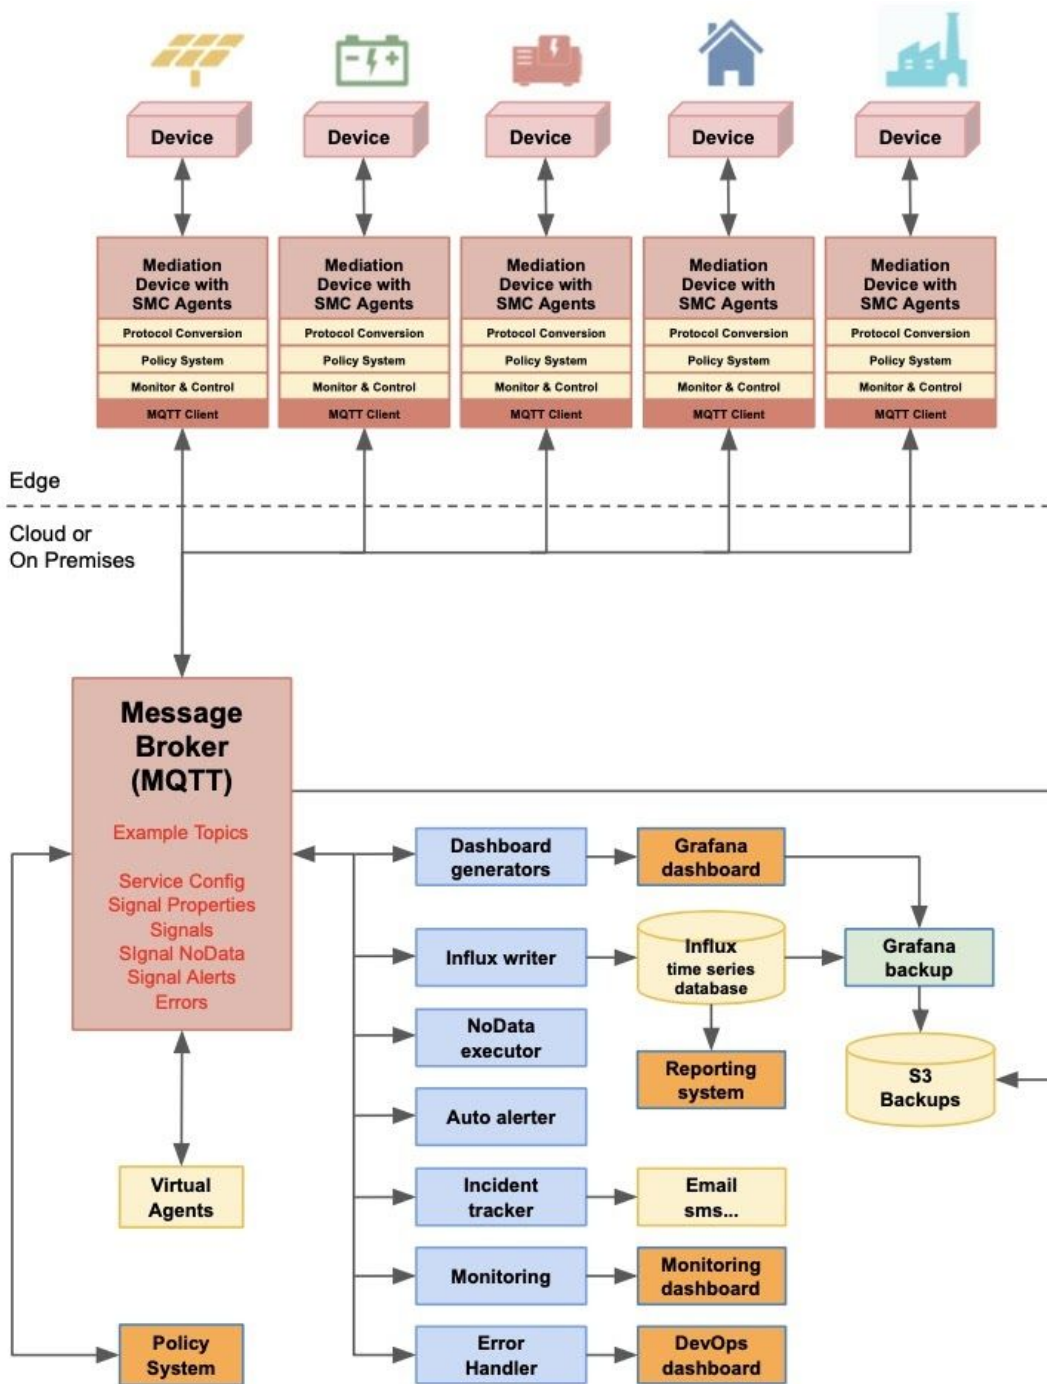 Device
Device
Device
Device
Device
Mediation
Device with
SMC Agents
Protocol Conversion
Policy System
Monitor & Control
MQTT Client
Mediation
Device with
SMC Agents
Protocol Conversion
Policy System
Monitor & Control
MQTT Client
Mediation
Device with
SMC Agents
Protocol Conversion
Policy System
Monitor & Control
MQTT Client
Mediation
Device with
SMC Agents
Protocol Conversion
Policy System
Monitor & Control
MQTT Client
Mediation
Device with
SMC Agents
Protocol Conversion
Policy System
Monitor & Control
MQTT Client
Edge
Cloud or
On Premises
Message
Broker
(MQTT)
Example Topics
Service Config
Signal Properties
Signals
SIgnal NoData
Signal Alerts
Errors
Virtual
Agents
Policy
System
Dashboard
generators
Grafana
dashboard
Influx writer
Influx
time series
database
Grafana
backup
NoData
executor
Reporting
system
S3
Backups
Auto alerter
Incident
tracker
Email
sms...
Monitoring
Monitoring
dashboard
Error
Handler
DevOps
dashboard